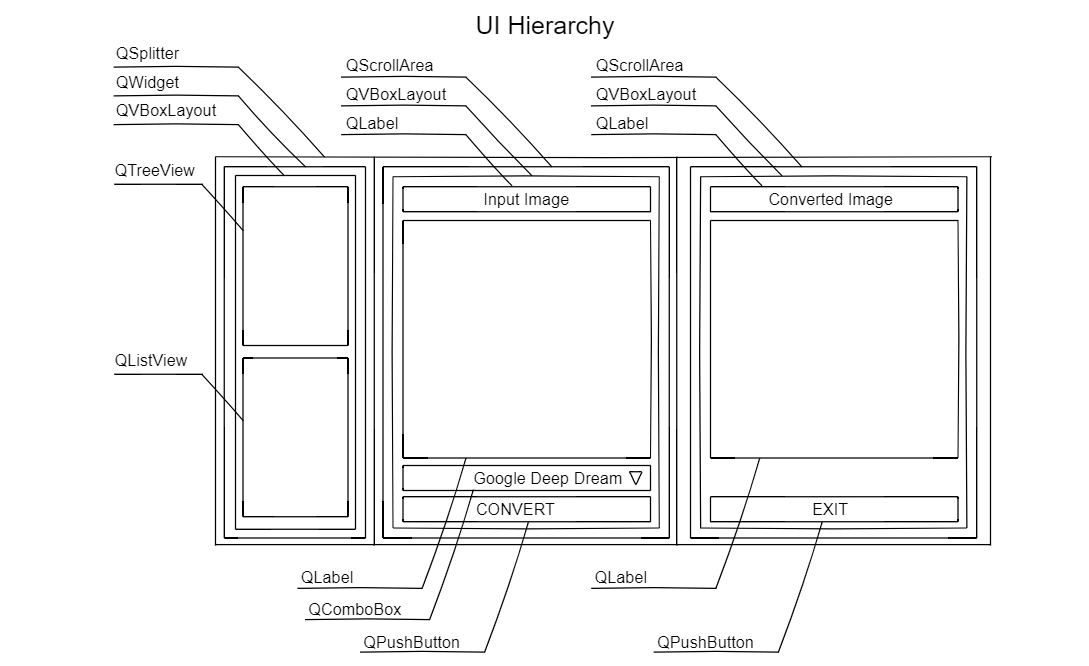 UI Hierarchy
QSplitter
QWidget
QVBoxLayout
QTreeView
QListView
QScrollArea
QVBoxLayout
QLabel
QScrollArea
QVBoxLayout
QLabel
Input Image
Converted Image
Google Deep Dream
CONVERT
EXIT
QLabel
QComboBox
QPushButton
QLabel
QPushButton